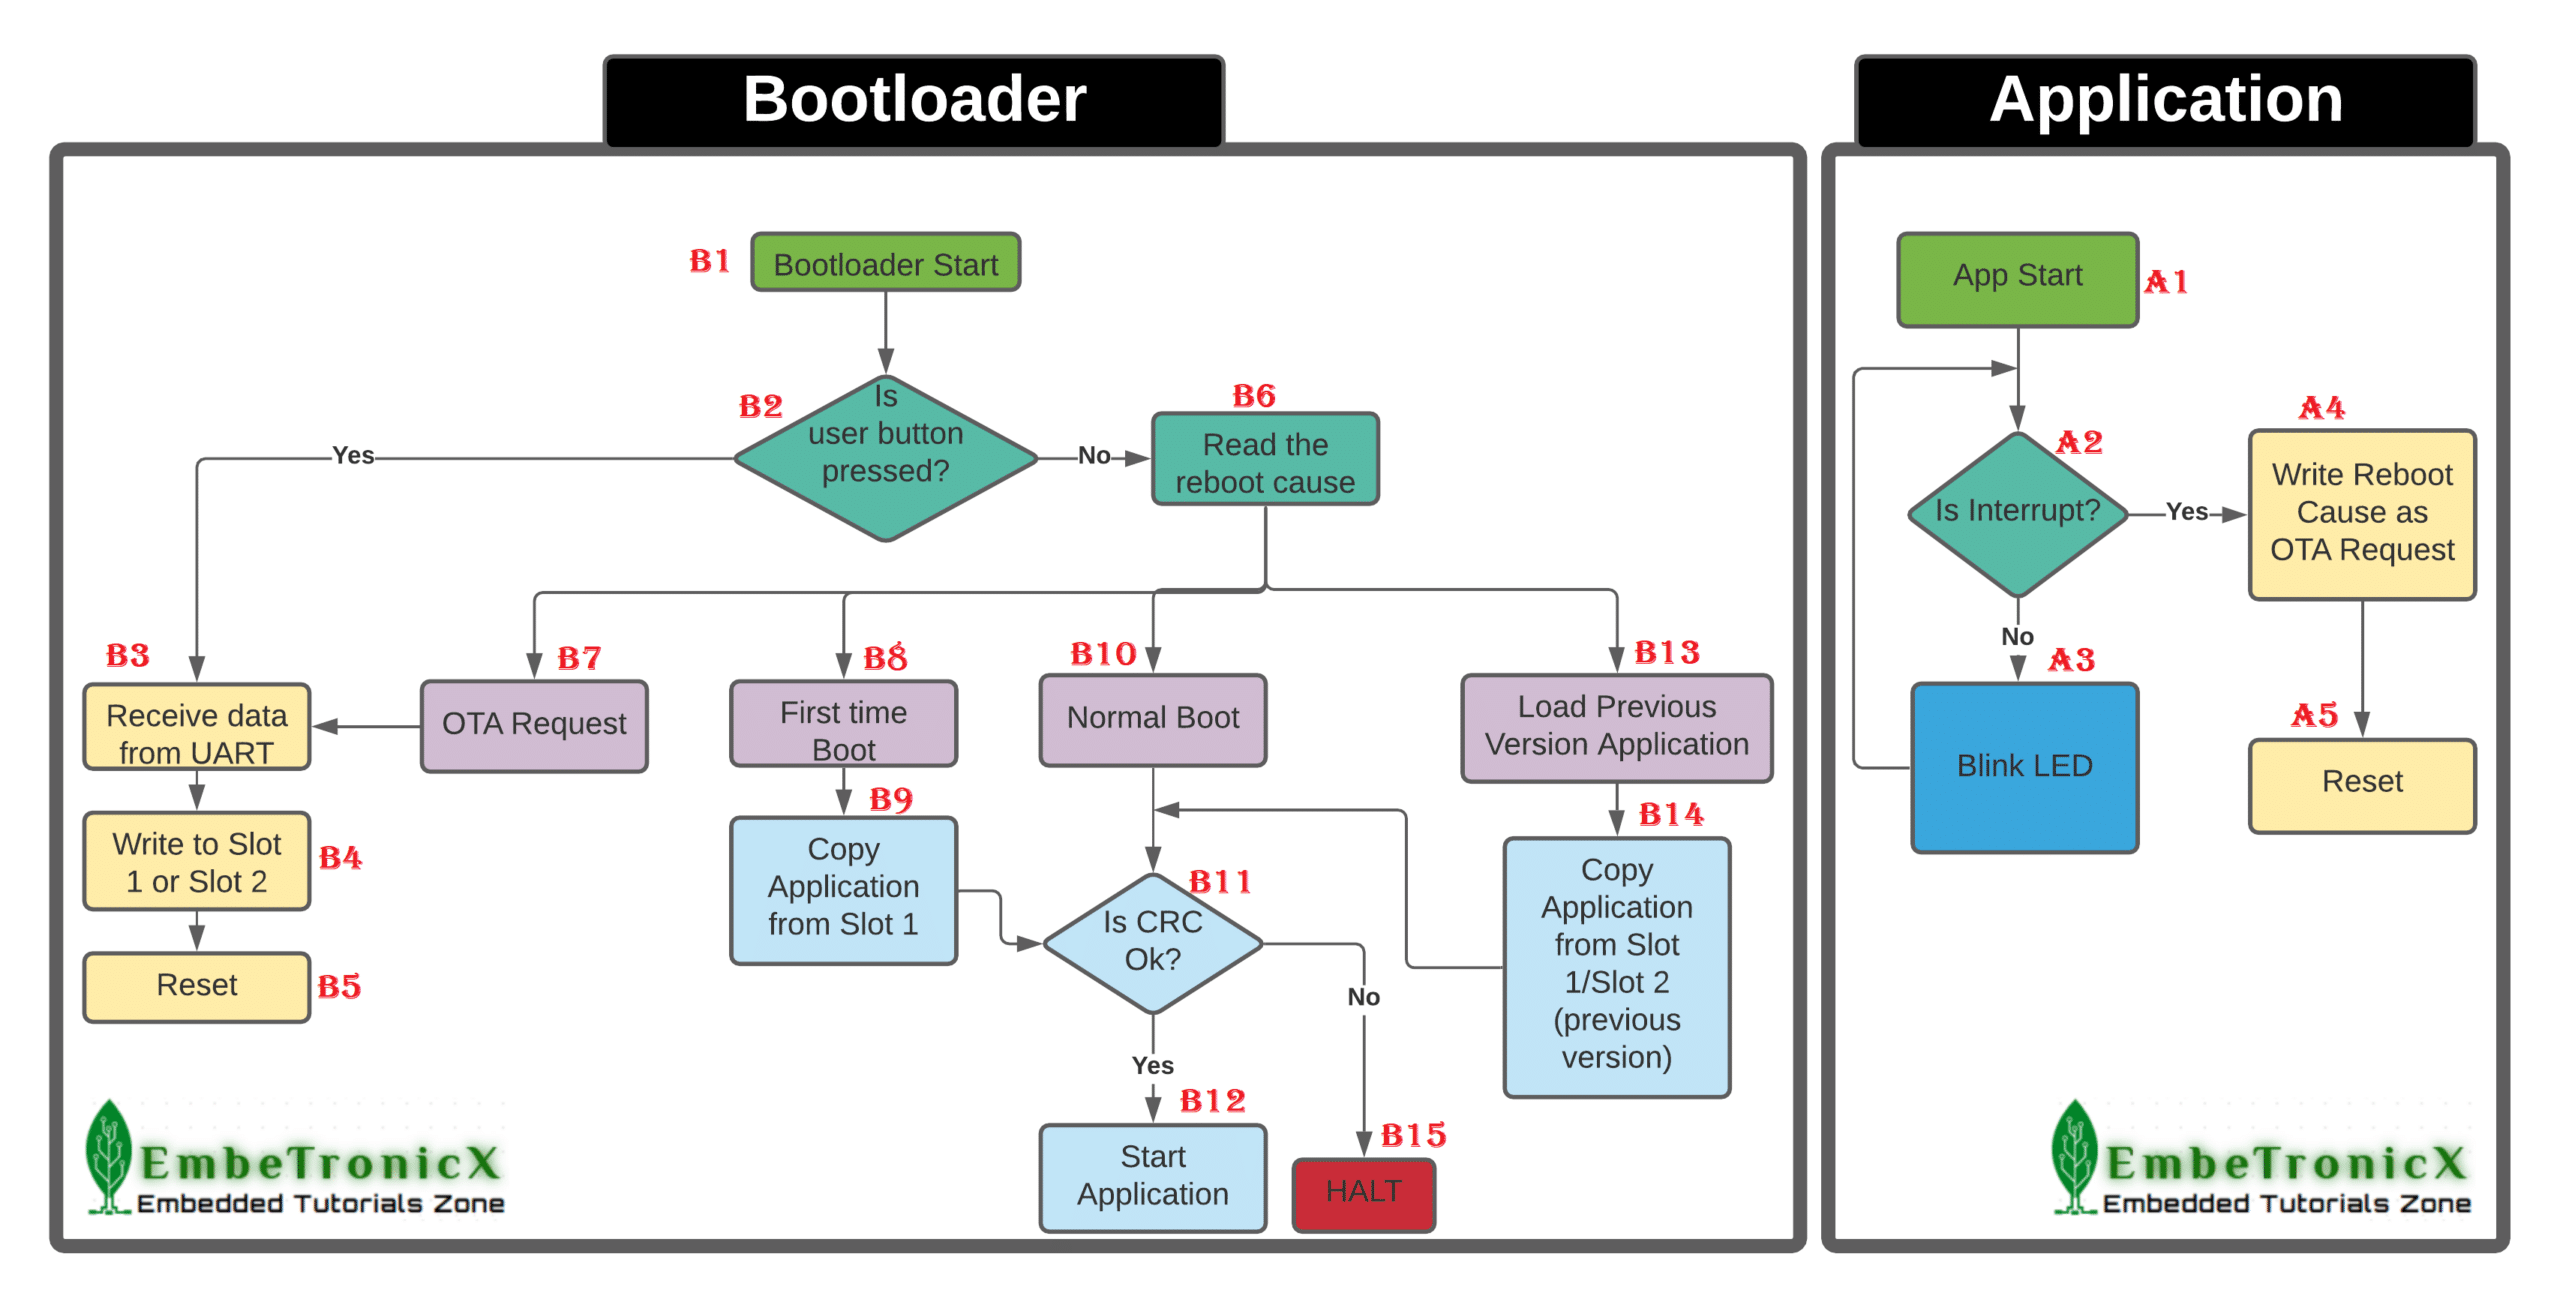 Bootloader
Application
B1
Bootloader Start
B2
Is
user button
pressed?
Yes
No
B6
Read the
reboot cause
B3
Receive data
from UART
B7
OTA Request
B8
First time
Boot
B10
Normal Boot
B13
Load Previous
Version Application
B4
Write to Slot
1 or Slot 2
B5
Reset
B9
Copy
Application
from Slot 1
B11
Is CRC
Ok?
B14
Copy
Application
from Slot
1/Slot 2
(previous
version)
No
Yes
B12
Start
Application
B15
HALT
EmbeTronicX
Embedded Tutorials Zone
App Start
A1
A2
Is Interrupt?
Yes
A4
Write Reboot
Cause as
OTA Request
No
A3
Blink LED
A5
Reset
EmbeTronicX
Embedded Tutorials Zone